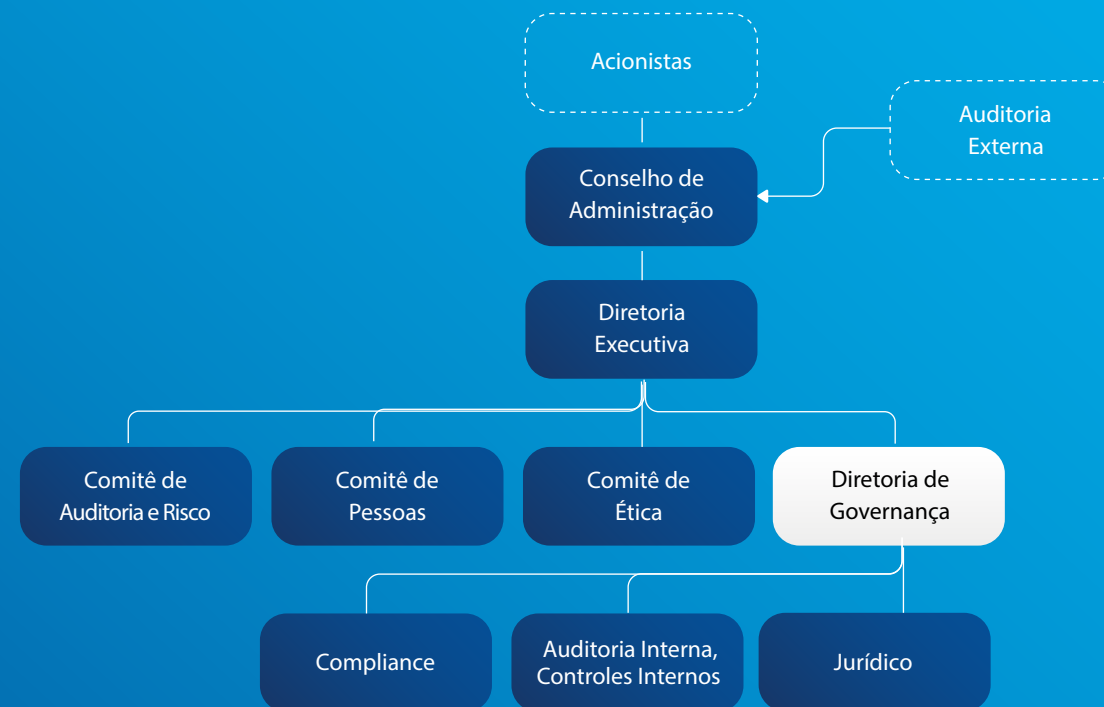 Acionistas
Auditoria
Externa
Conselho de
Administração
Diretoria
Executiva
Comitê de
Auditoria e Risco
Comitê de
Pessoas
Comitê de
Ética
Diretoria de
Governança
Compliance
Auditoria Interna,
Controles Internos
Jurídico